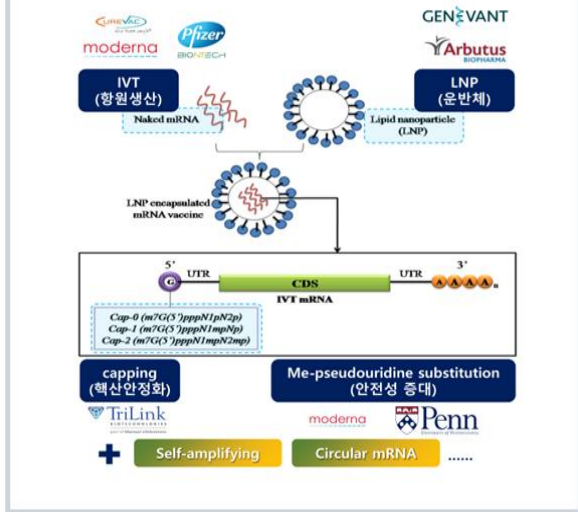 CUREVAC
moderna
Pfizer
BIONTECH
GENEVANT
Arbutus
BIOPHARMA
IVT
(항원생산)
LNP
(운반체)
Naked mRNA
Lipid nanoparticle
(LNP)
LNP encapsulated
mRNA vaccine
5’
3’
UTR
CDS
UTR
G
A A A A n
IVT mRNA
Cap-0 (m7G(5’)pppN1pN2p)
Cap-1 (m7G(5’)pppN1mpNp)
Cap-2 (m7G(5’)pppN1mpN2mp)
capping
(핵산안정화)
Me-pseudouridine substitution
(안전성 증대)
TriLink
BIOTECHNOLOGIES
moderna
Penn
Self-amplifying
Circular mRNA
......